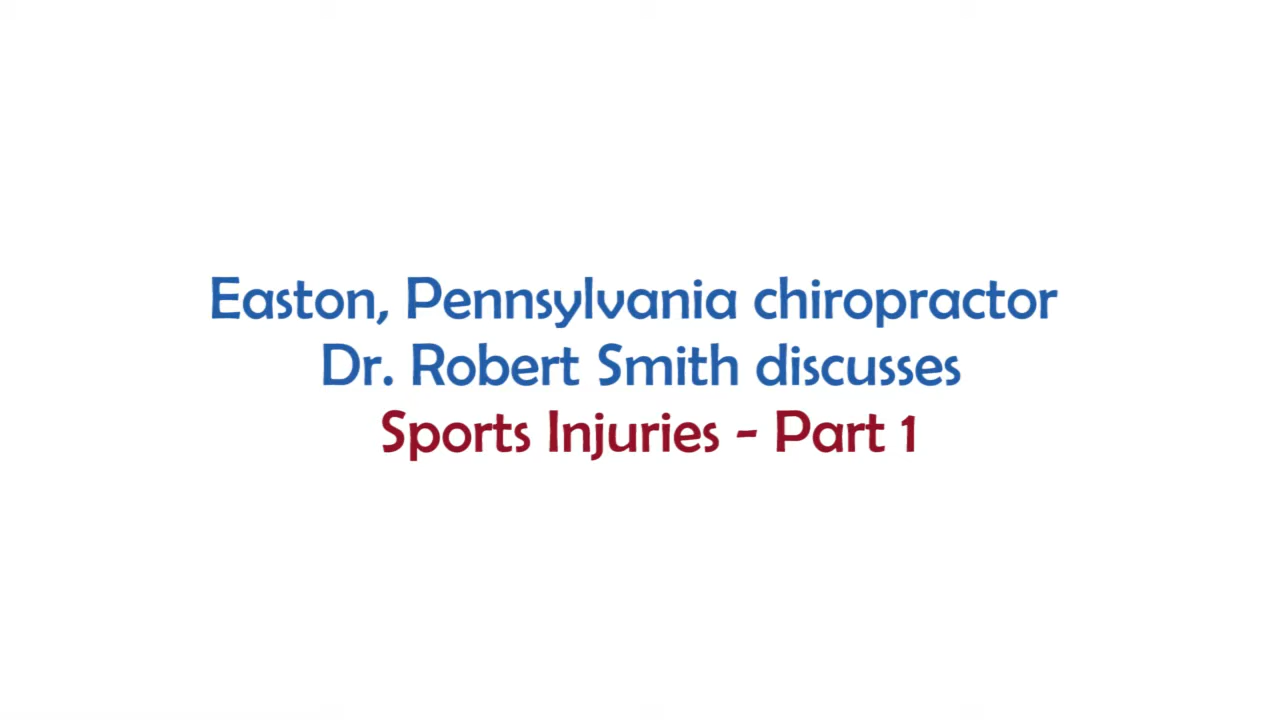 Easton, Pennsylvania chiropractor
Dr. Robert Smith discusses
Sports Injuries - Part 1